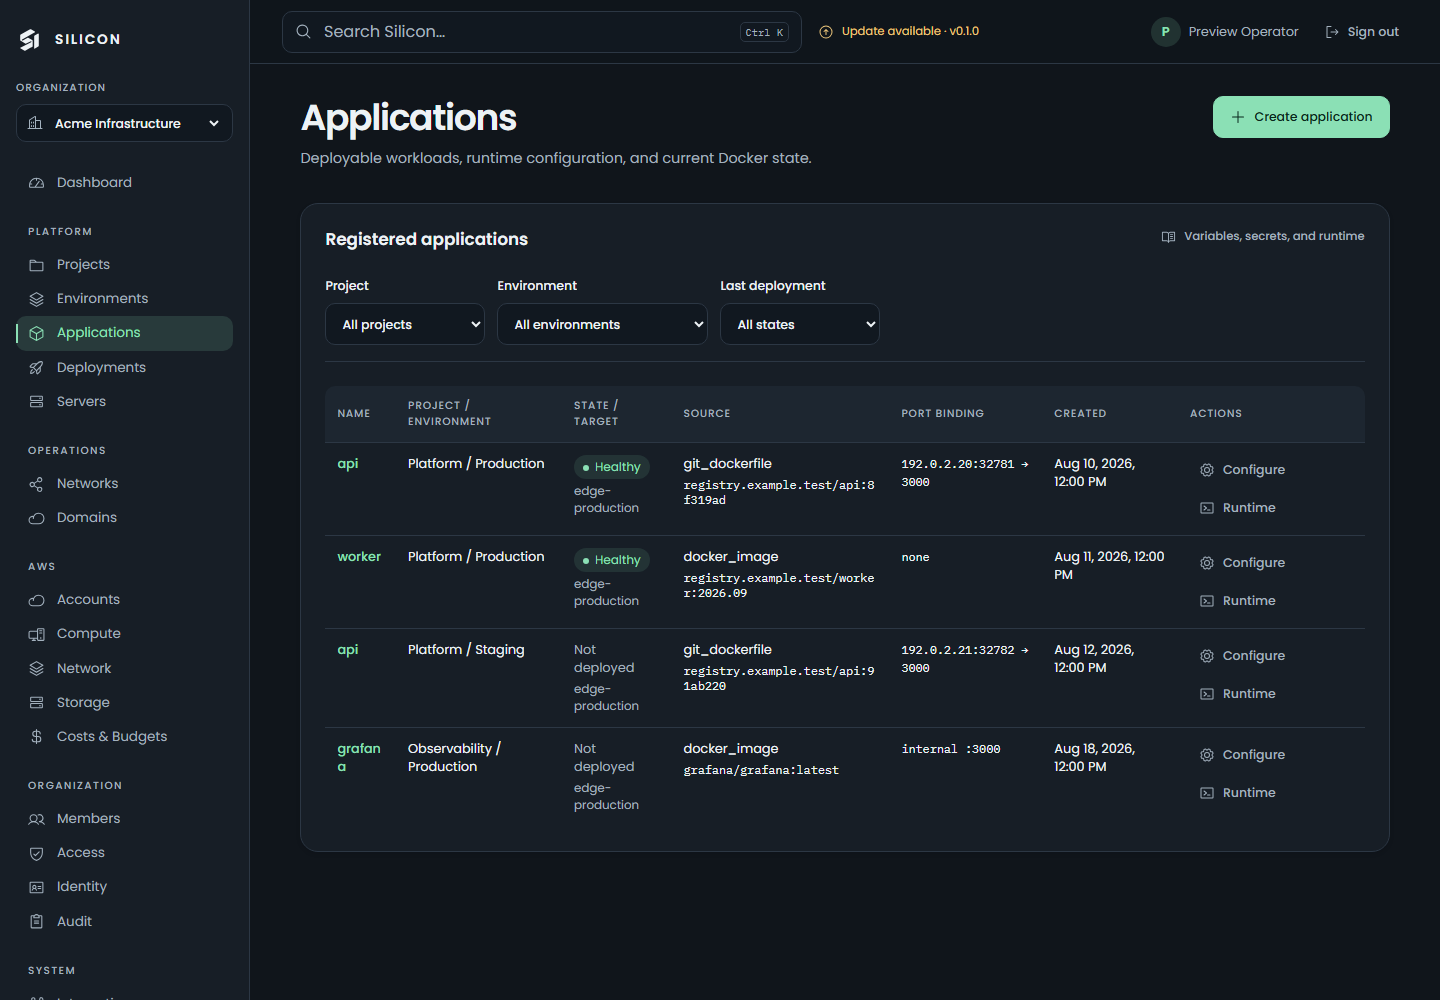 SILICON
Search Silicon...
Ctrl K
Update available · v0.1.0
P
Preview Operator
Sign out
ORGANIZATION
Acme Infrastructure
Dashboard
PLATFORM
Projects
Environments
Applications
Deployments
Servers
OPERATIONS
Networks
Domains
AWS
Accounts
Compute
Network
Storage
Costs & Budgets
ORGANIZATION
Members
Access
Identity
Audit
SYSTEM
Applications
Deployable workloads, runtime configuration, and current Docker state.
Create application
Registered applications
Variables, secrets, and runtime
Project
Environment
Last deployment
All projects
All environments
All states
NAME
PROJECT /
ENVIRONMENT
STATE /
TARGET
SOURCE
PORT BINDING
CREATED
ACTIONS
api
Platform / Production
Healthy
edge-
production
git_dockerfile
registry.example.test/api:8
f319ad
192.0.2.20:32781 →
3000
Aug 10, 2026,
12:00 PM
Configure
Runtime
worker
Platform / Production
Healthy
edge-
production
docker_image
registry.example.test/worke
r:2026.09
none
Aug 11, 2026, 12:00
PM
Configure
Runtime
api
Platform / Staging
Not
deployed
edge-
production
git_dockerfile
registry.example.test/api:9
1ab220
192.0.2.21:32782 →
3000
Aug 12, 2026,
12:00 PM
Configure
Runtime
grafan
a
Observability /
Production
Not
deployed
edge-
production
docker_image
grafana/grafana:latest
internal :3000
Aug 18, 2026,
12:00 PM
Configure
Runtime